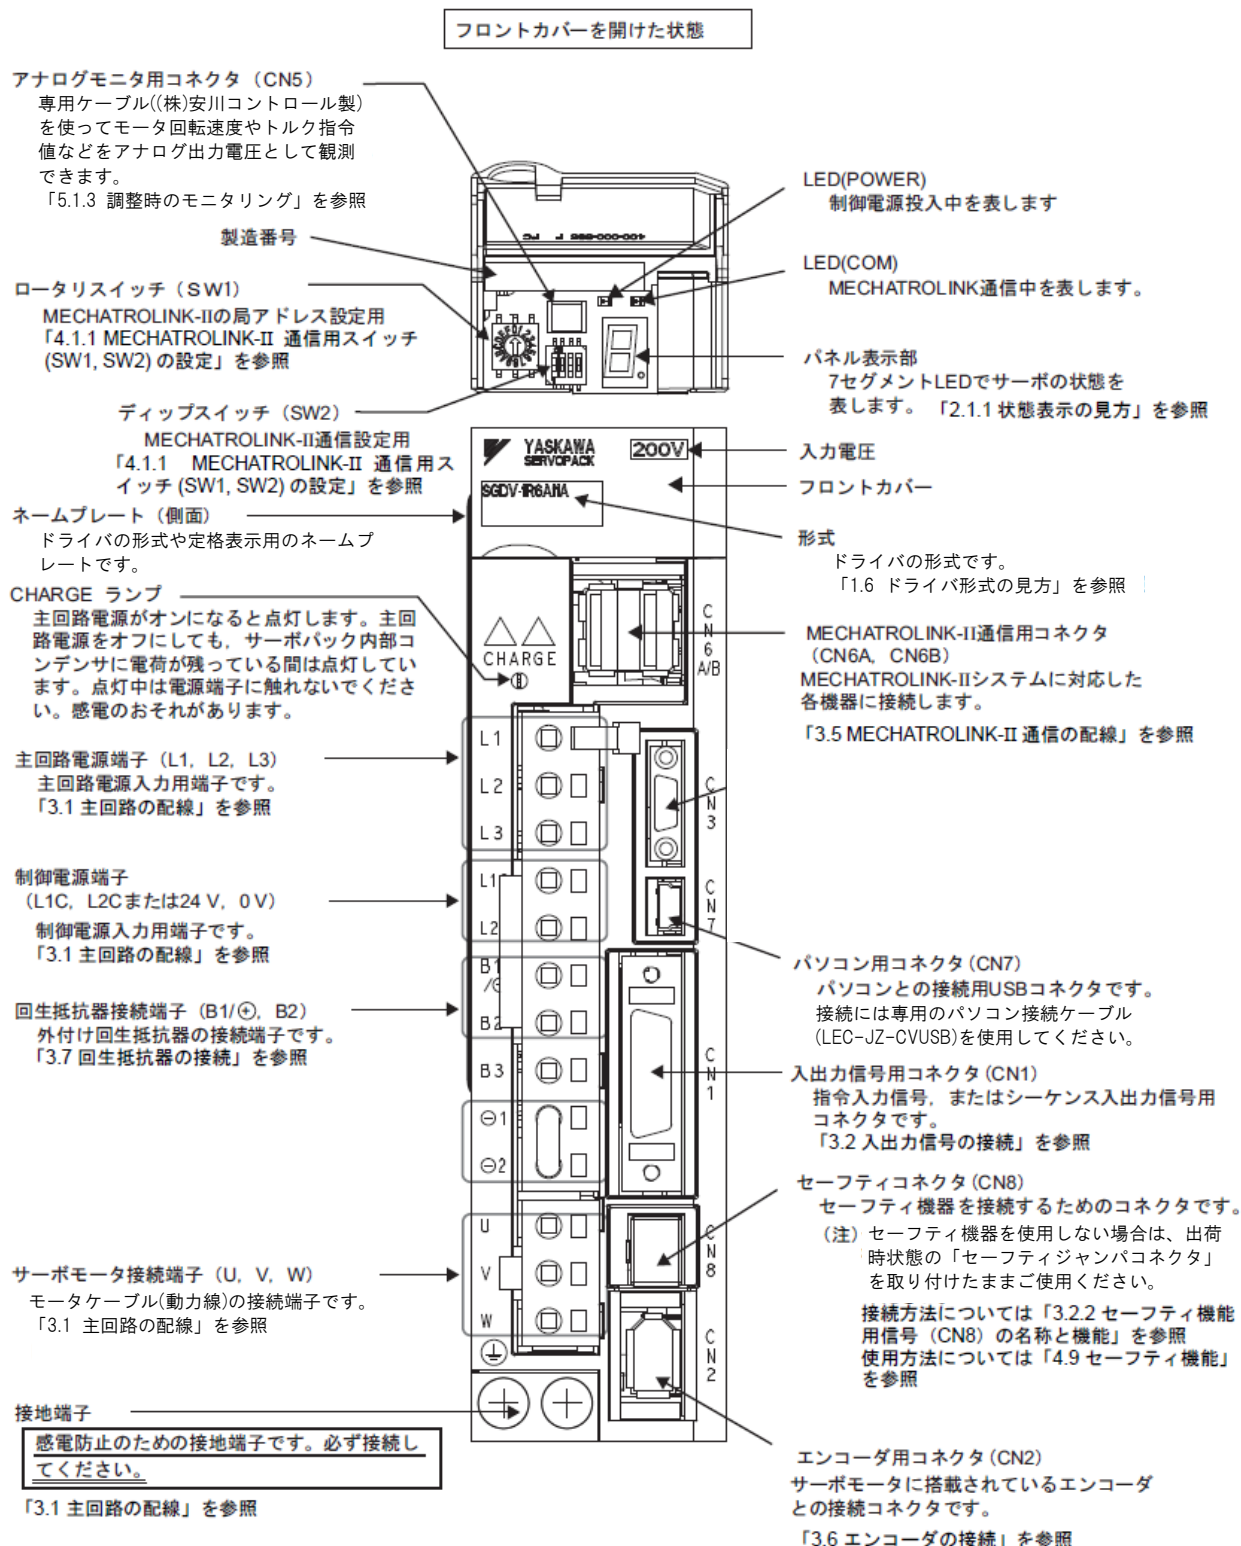 フロントカバーを開けた状態
アナログモニタ用コネクタ（CN5）
専用ケーブル((株)安川コントロール製)
を使ってモータ回転速度やトルク指令
値などをアナログ出力電圧として観測
できます。
「5.1.3 調整時のモニタリング」を参照
製造番号
ロータリスイッチ（SW1）
MECHATROLINK-IIの局アドレス設定用
「4.1.1 MECHATROLINK-II 通信用スイッチ
(SW1, SW2) の設定」を参照
ディップスイッチ（SW2）
MECHATROLINK-II通信設定用
「4.1.1 MECHATROLINK-II 通信用ス
イッチ (SW1, SW2) の設定」を参照
ネームプレート（側面）
ドライバの形式や定格表示用のネームプ
レートです。
CHARGE ランプ
主回路電源がオンになると点灯します。主回
路電源をオフにしても，サーボパック内部コ
ンデンサに電荷が残っている間は点灯してい
ます。点灯中は電源端子に触れないでくださ
い。感電のおそれがあります。
主回路電源端子（L1，L2，L3）
主回路電源入力用端子です。
「3.1 主回路の配線」を参照
制御電源端子
（L1C，L2Cまたは24 V，0 V）
制御電源入力用端子です。
「3.1 主回路の配線」を参照
回生抵抗器接続端子（B1/⊕，B2）
外付け回生抵抗器の接続端子です。
「3.7 回生抵抗器の接続」を参照
サーボモータ接続端子（U，V，W）
モータケーブル(動力線)の接続端子です。
「3.1 主回路の配線」を参照
接地端子
感電防止のための接地端子です。必ず接続し
てください。
「3.1 主回路の配線」を参照
YASKAWA
SERVOPACK
200V
SGDV-1R6A11A
CHARGE
L1
L2
L3
L1
L2
B1
B2
B3
⊖1
⊖2
U
V
W
CN6
A/B
CN3
CN7
CN1
CN8
CN2
LED(POWER)
制御電源投入中を表します
LED(COM)
MECHATROLINK通信中を表します。
パネル表示部
7セグメントLEDでサーボの状態を
表します。「2.1.1 状態表示の見方」を参照
入力電圧
フロントカバー
形式
ドライバの形式です。
「1.6 ドライバ形式の見方」を参照
MECHATROLINK-II通信用コネクタ
（CN6A，CN6B）
MECHATROLINK-IIシステムに対応した
各機器に接続します。
「3.5 MECHATROLINK-II 通信の配線」を参照
パソコン用コネクタ(CN7)
パソコンとの接続用USBコネクタです。
接続には専用のパソコン接続ケーブル
(LEC-JZ-CVUSB)を使用してください。
入出力信号用コネクタ(CN1)
指令入力信号，またはシーケンス入出力信号用
コネクタです。
「3.2 入出力信号の接続」を参照
セーフティコネクタ(CN8)
セーフティ機器を接続するためのコネクタです。
（注）セーフティ機器を使用しない場合は、出荷
時状態の「セーフティジャンパコネクタ」
を取り付けたままご使用ください。
接続方法については「3.2.2 セーフティ機能
用信号（CN8）の名称と機能」を参照
使用方法については「4.9 セーフティ機能」
を参照
エンコーダ用コネクタ(CN2)
サーボモータに搭載されているエンコーダ
との接続コネクタです。
「3.6 エンコーダの接続」を参照